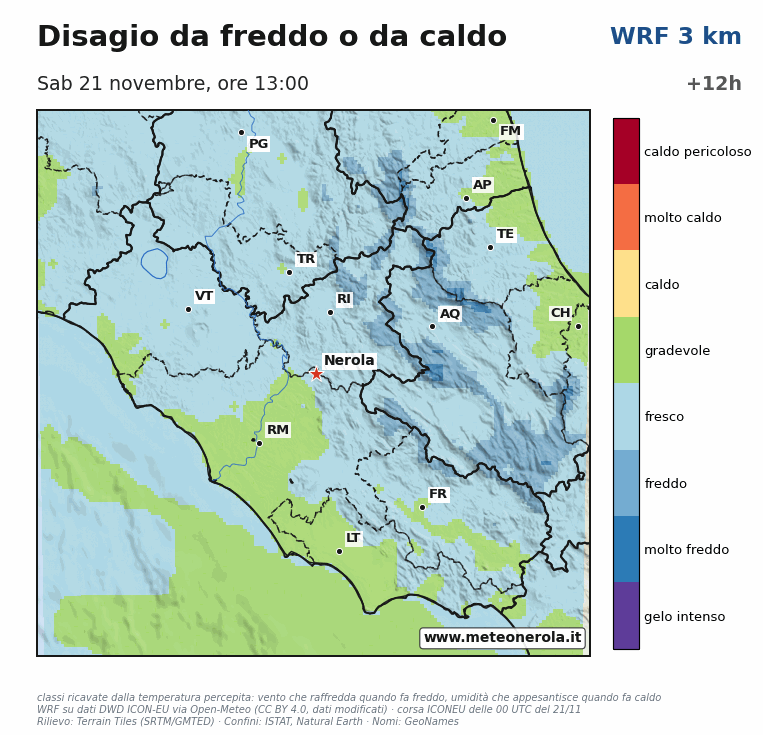 Disagio da freddo o da caldo
WRF 3 km
Sab 21 novembre, ore 13:00
+12h
FM
PG
AP
TE
TR
RI
VT
AQ
CH
Nerola
RM
FR
LT
www.meteonerola.it
caldo pericoloso
molto caldo
caldo
gradevole
fresco
freddo
molto freddo
gelo intenso
classi ricavate dalla temperatura percepita: vento che raffredda quando fa freddo, umidità che appesantisce quando fa caldo
WRF su dati DWD ICON-EU via Open-Meteo (CC BY 4.0, dati modificati) · corsa ICONEU delle 00 UTC del 21/11
Rilievo: Terrain Tiles (SRTM/GMTED) · Confini: ISTAT, Natural Earth · Nomi: GeoNames